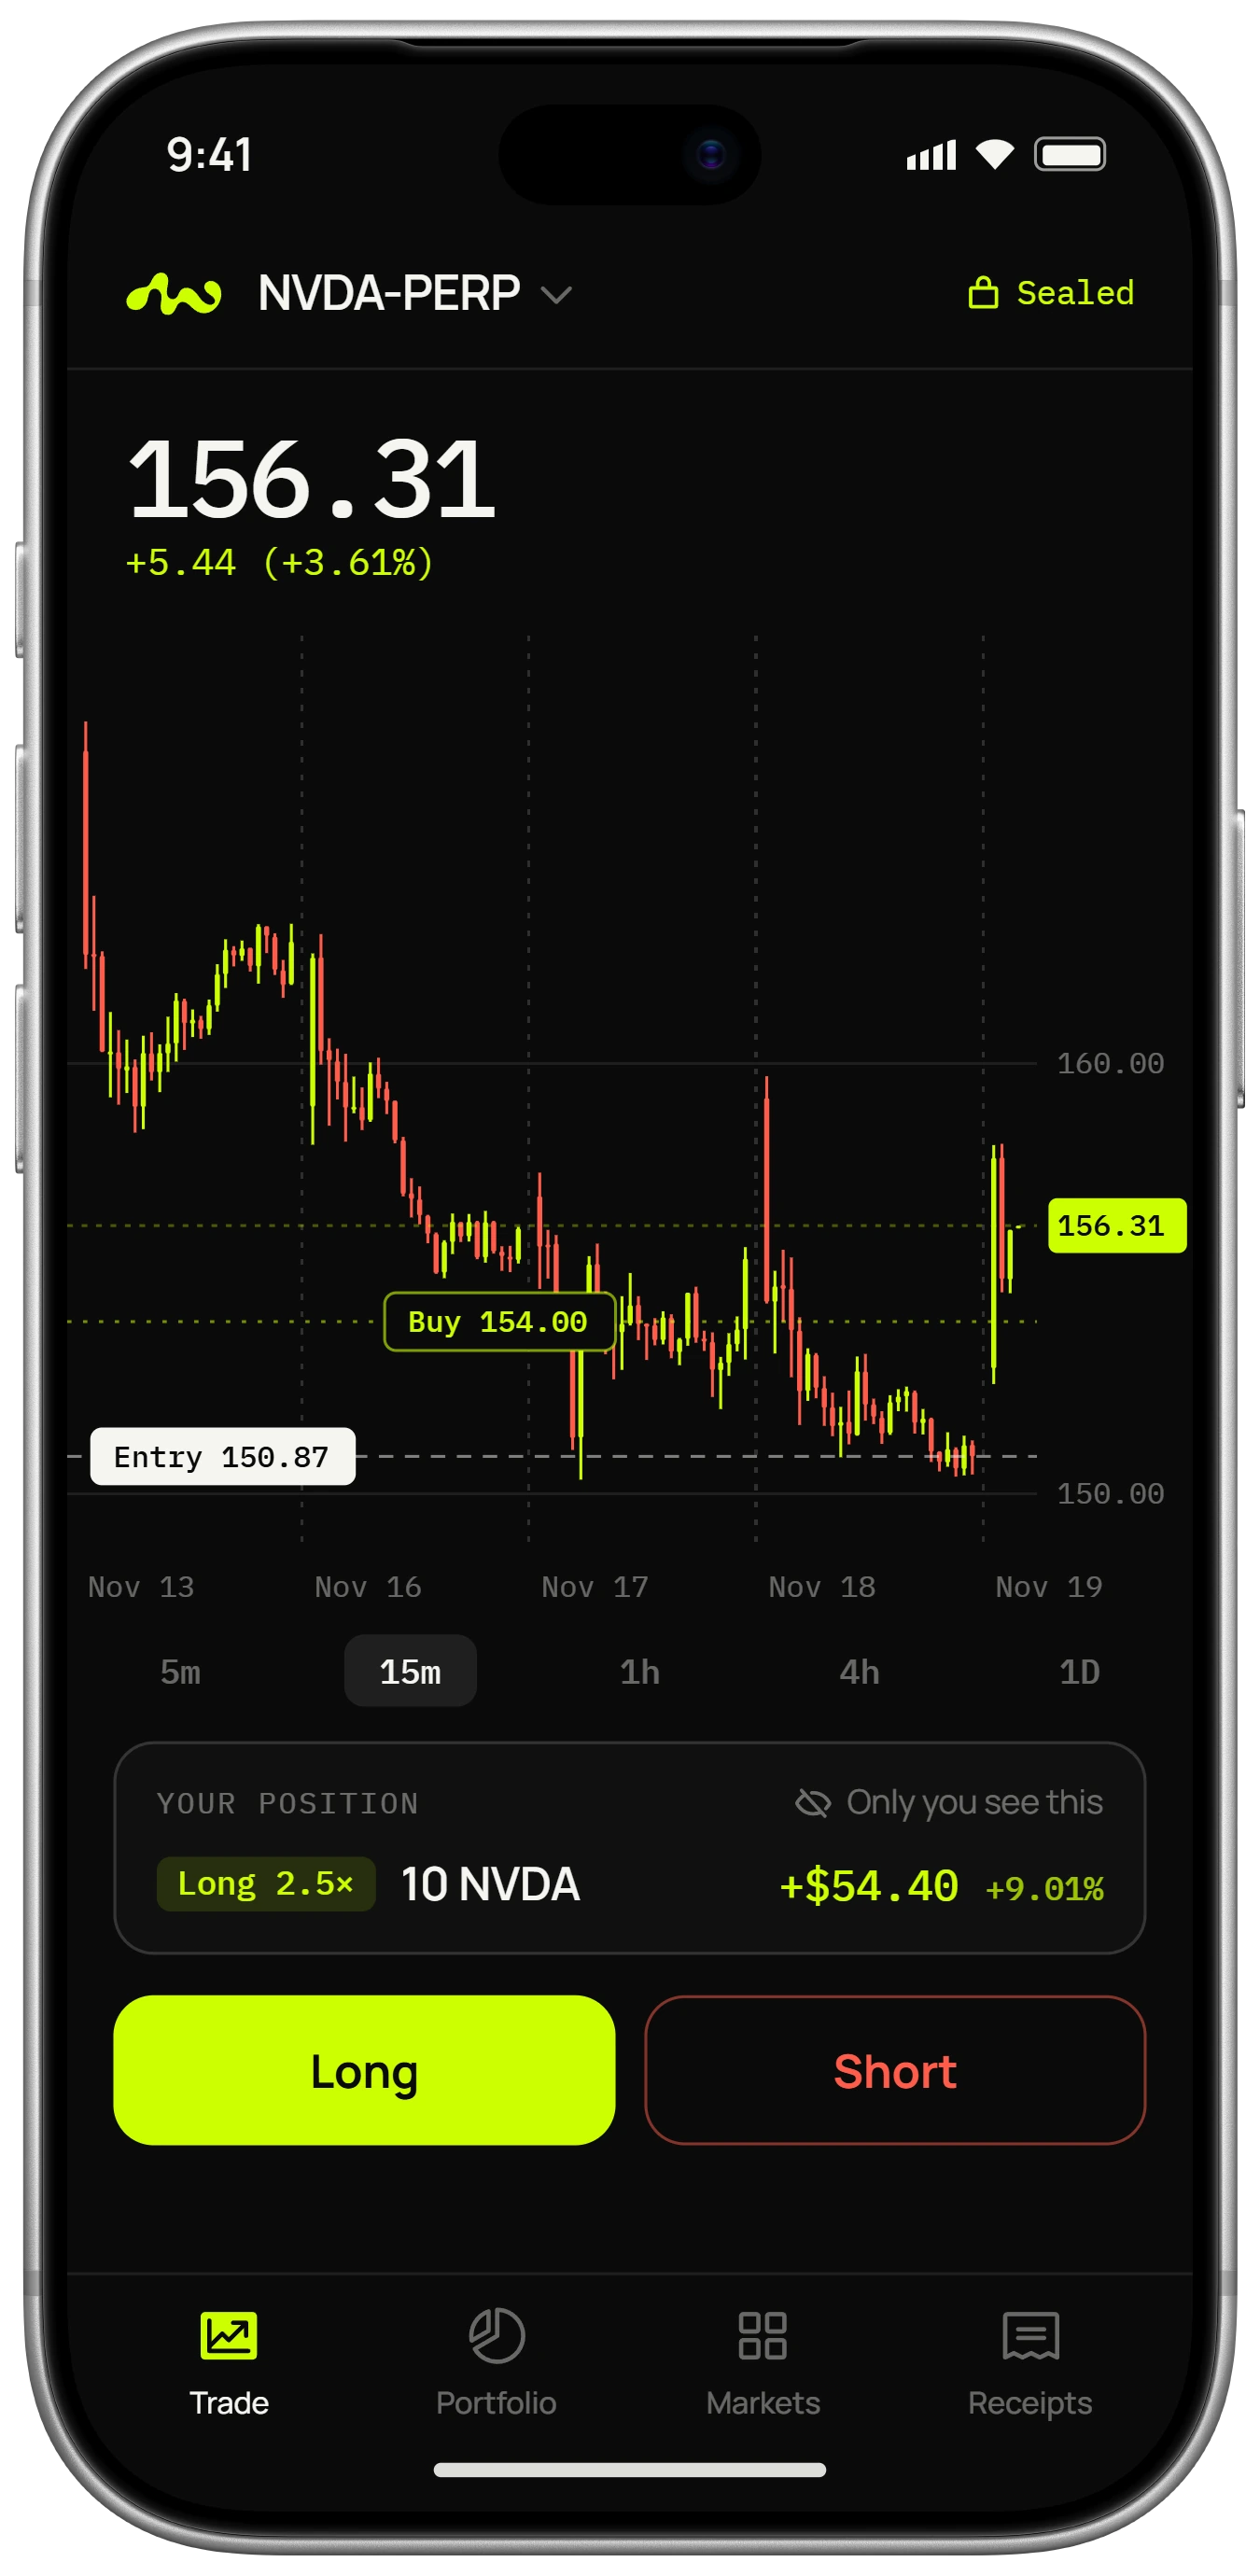 9:41
NVDA-PERP
Sealed
156.31
+5.44 (+3.61%)
160.00
156.31
Buy 154.00
Entry 150.87
150.00
Nov 13 Nov 16 Nov 17 Nov 18 Nov 19
5m 15m 1h 4h 1D
YOUR POSITION
Only you see this
Long 2.5×
10 NVDA
+$54.40 +9.01%
Long
Short
Trade Portfolio Markets Receipts